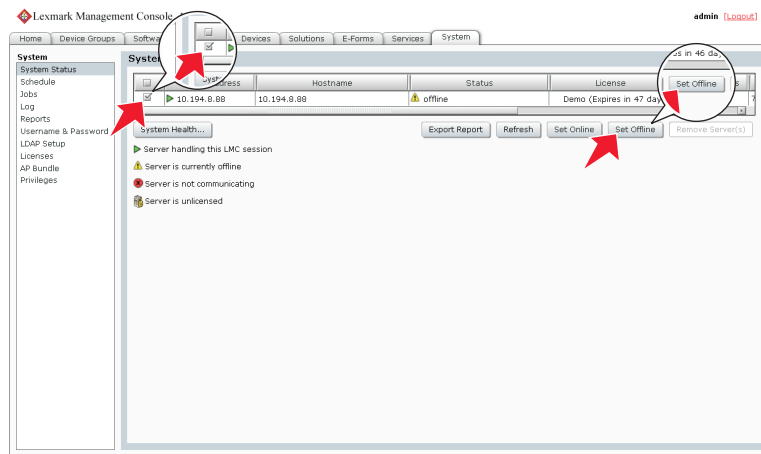 Lexmark Management Console
admin [Logout]
Home Device Groups Softwa Devices Solutions E-Forms Services System
System
System Status
Schedule
Jobs
Log
Reports
Username & Password
LDAP Setup
Licenses
AP Bundle
Privileges
System
Syste
dress Hostname Status License s
10.194.8.88 10.194.8.88 offline Demo (Expires in 47 day 7
es in 46 day
Set Offline
System Health... Export Report Refresh Set Online Set Offline Remove Server(s)
Server handling this LMC session
Server is currently offline
Server is not communicating
Server is unlicensed